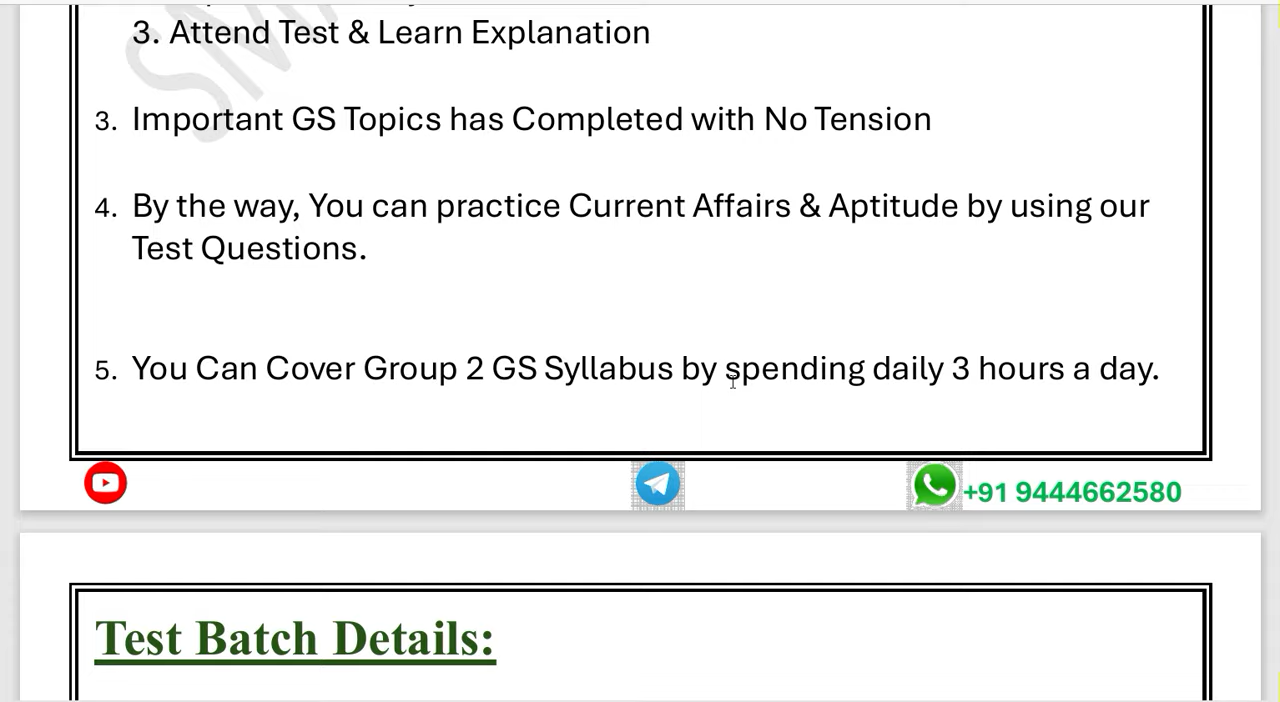 3. Attend Test & Learn Explanation
3. Important GS Topics has Completed with No Tension
4. By the way, You can practice Current Affairs & Aptitude by using our
Test Questions.
5. You Can Cover Group 2 GS Syllabus by spending daily 3 hours a day.
+91 9444662580
Test Batch Details: